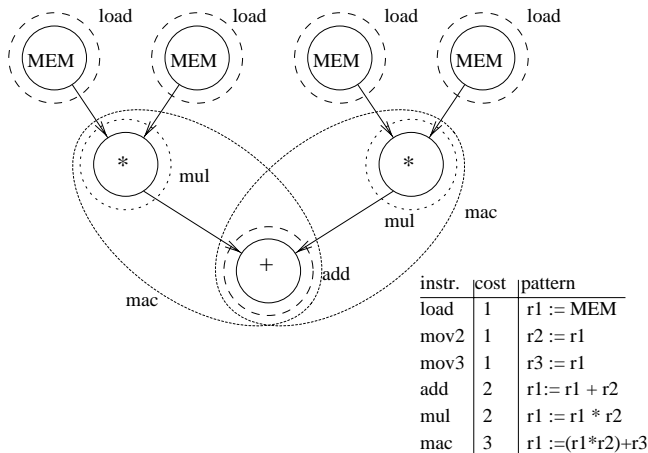 load load load load
MEM MEM MEM MEM
* *
mul mul
mac
+
add
mac
instr. cost pattern
load 1 r1 := MEM
mov2 1 r2 := r1
mov3 1 r3 := r1
add 2 r1:= r1 + r2
mul 2 r1 := r1 * r2
mac 3 r1 :=(r1*r2)+r3